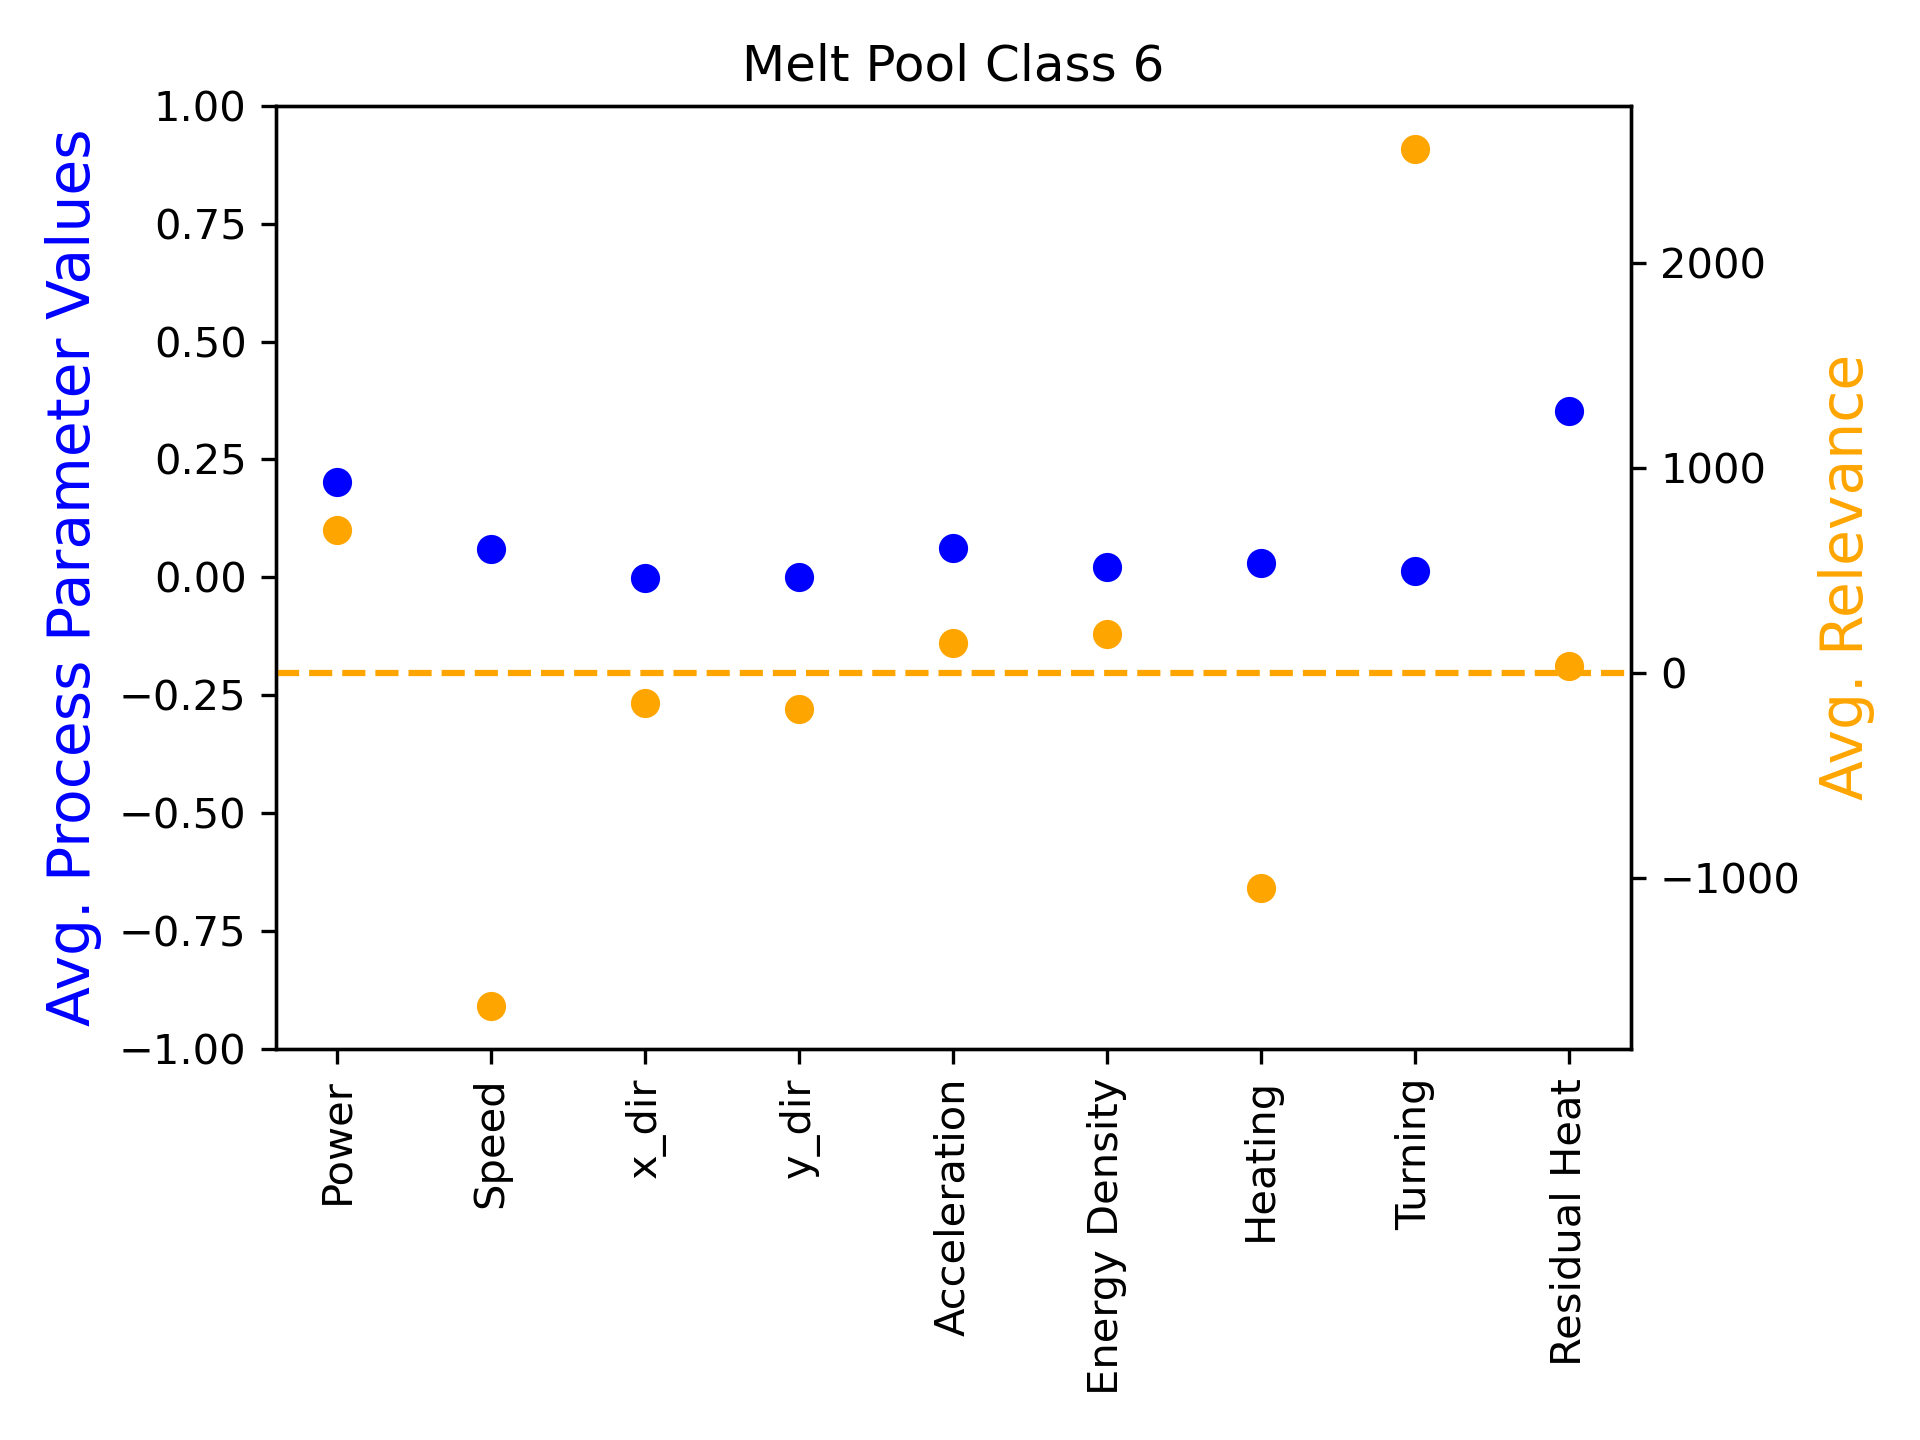 Melt Pool Class 6
Avg. Process Parameter Values
1.00
0.75
0.50
0.25
0.00
−0.25
−0.50
−0.75
−1.00
2000
1000
0
−1000
Avg. Relevance
Power
Speed
x_dir
y_dir
Acceleration
Energy Density
Heating
Turning
Residual Heat